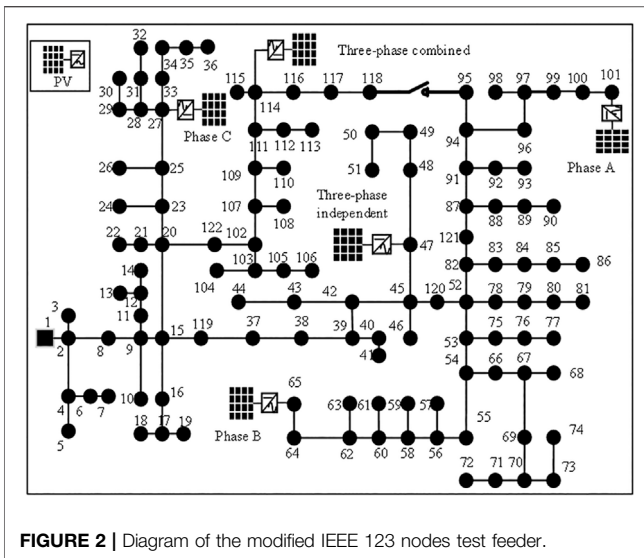 32
34 35 36
Three-phase combined
PV
30 31 33
115 114 116 117 118 95 98 97 99 100 101
29 28 27
Phase C
111 112 113
50 49
94 96
Phase A
26 25
109 110
51 48
91 92 93
Three-phase
independent
24 23
107 108
87 88 89 90
47
121
22 21 20 122 102
83 84 85 86
82
14
103 105 106
104
13 12
44 43 42 45 120 52 78 79 80 81
3
11
1
2 8 9 15 119 37 38 39 40 46
41
53 75 76 77
54 66 67 68
4 6 7
10 16
65
63 61 59 57
55
5
18 17 19
Phase B
69 74
64 62 60 58 56
72 71 70 73
FIGURE 2 | Diagram of the modified IEEE 123 nodes test feeder.